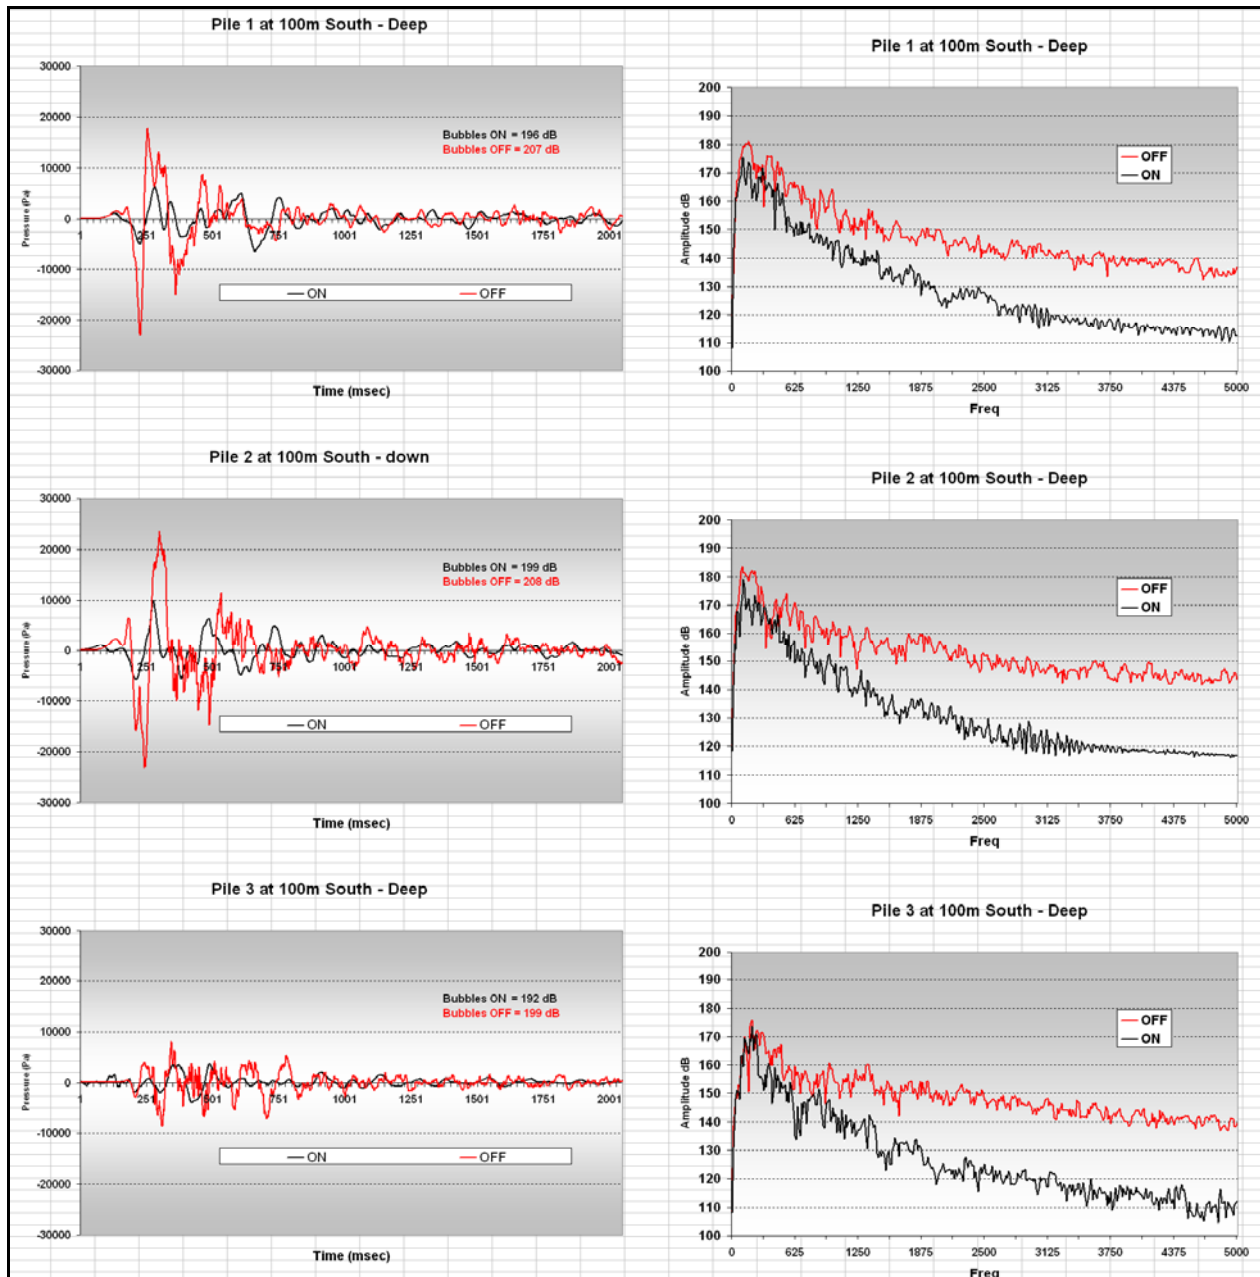 Pile 1 at 100m South - Deep
30000
20000
10000
0
-10000
-20000
-30000
Pressure (Pa)
1 251 501 751 1001 1251 1501 1751 2001
Bubbles ON = 196 dB
Bubbles OFF = 207 dB
ON OFF
Time (msec)
Pile 1 at 100m South - Deep
200
190
180
170
160
150
140
130
120
110
100
Amplitude dB
OFF
ON
0 625 1250 1875 2500 3125 3750 4375 5000
Freq
Pile 2 at 100m South - down
30000
20000
10000
0
-10000
-20000
-30000
Pressure (Pa)
1 251 501 751 1001 1251 1501 1751 2001
Bubbles ON = 199 dB
Bubbles OFF = 208 dB
ON OFF
Time (msec)
Pile 2 at 100m South - Deep
200
190
180
170
160
150
140
130
120
110
100
Amplitude dB
OFF
ON
0 625 1250 1875 2500 3125 3750 4375 5000
Freq
Pile 3 at 100m South - Deep
30000
20000
10000
0
-10000
-20000
-30000
Pressure (Pa)
1 251 501 751 1001 1251 1501 1751 2001
Bubbles ON = 192 dB
Bubbles OFF = 199 dB
ON OFF
Time (msec)
Pile 3 at 100m South - Deep
200
190
180
170
160
150
140
130
120
110
100
Amplitude dB
OFF
ON
0 625 1250 1875 2500 3125 3750 4375 5000
Freq